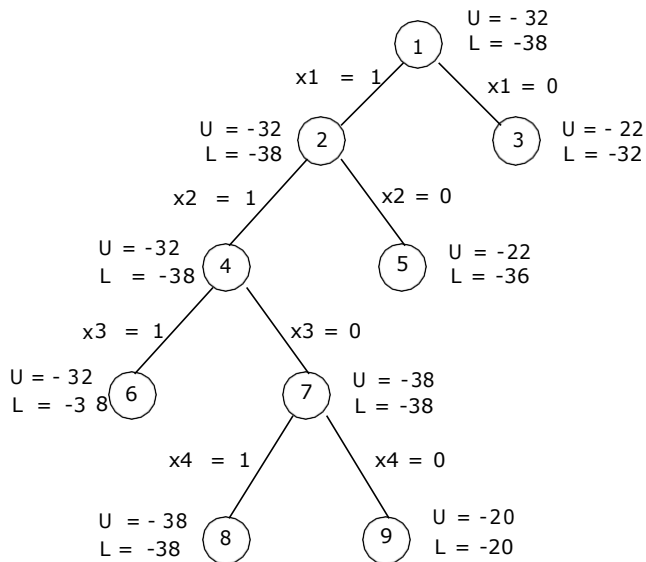 U = - 32
1
L = -38
x1 = 1
x1 = 0
U = -32
L = -38
2
3
U = - 22
L = -32
x2 = 1
x2 = 0
U = -32
L = -38
4
5
U = -22
L = -36
x3 = 1
x3 = 0
U = - 32
L = -3 8
6
7
U = -38
L = -38
x4 = 1
x4 = 0
U = - 38
L = -38
8
9
U = -20
L = -20